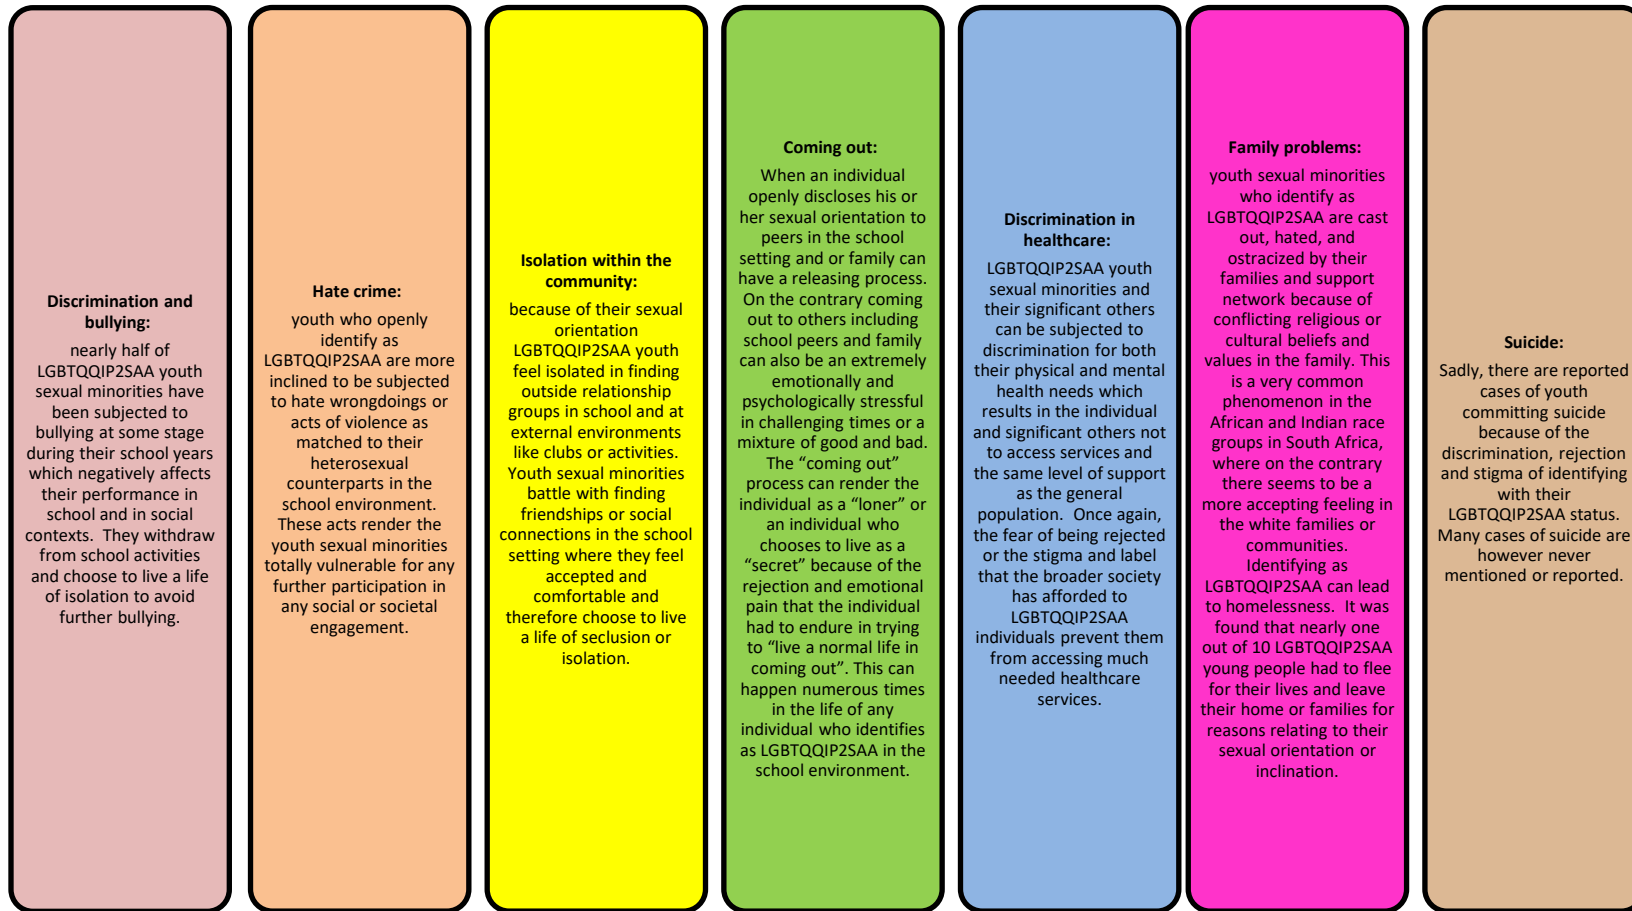 Discrimination and
bullying:
nearly half of
LGBTQQIP2SAA youth
sexual minorities have
been subjected to
bullying at some stage
during their school years
which negatively affects
their performance in
school and in social
contexts.  They withdraw
from school activities
and choose to live a life
of isolation to avoid
further bullying.
Hate crime:
youth who openly
identify as
LGBTQQIP2SAA are more
inclined to be subjected
to hate wrongdoings or
acts of violence as
matched to their
heterosexual
counterparts in the
school environment.
These acts render the
youth sexual minorities
totally vulnerable for any
further participation in
any social or societal
engagement.
Isolation within the
community:
because of their sexual
orientation
LGBTQQIP2SAA youth
feel isolated in finding
outside relationship
groups in school and at
external environments
like clubs or activities.
Youth sexual minorities
battle with finding
friendships or social
connections in the school
setting where they feel
accepted and
comfortable and
therefore choose to live
a life of seclusion or
isolation.
Coming out:
When an individual
openly discloses his or
her sexual orientation to
peers in the school
setting and or family can
have a releasing process.
On the contrary coming
out to others including
school peers and family
can also be an extremely
emotionally and
psychologically stressful
in challenging times or a
mixture of good and bad.
The “coming out”
process can render the
individual as a “loner” or
an individual who
chooses to live as a
“secret” because of the
rejection and emotional
pain that the individual
had to endure in trying
to “live a normal life in
coming out”. This can
happen numerous times
in the life of any
individual who identifies
as LGBTQQIP2SAA in the
school environment.
Discrimination in
healthcare:
LGBTQQIP2SAA youth
sexual minorities and
their significant others
can be subjected to
discrimination for both
their physical and mental
health needs which
results in the individual
and significant others not
to access services and
the same level of support
as the general
population.  Once again,
the fear of being rejected
or the stigma and label
that the broader society
has afforded to
LGBTQQIP2SAA
individuals prevent them
from accessing much
needed healthcare
services.
Family problems:
youth sexual minorities
who identify as
LGBTQQIP2SAA are cast
out, hated, and
ostracized by their
families and support
network because of
conflicting religious or
cultural beliefs and
values in the family. This
is a very common
phenomenon in the
African and Indian race
groups in South Africa,
where on the contrary
there seems to be a
more accepting feeling in
the white families or
communities.
Identifying as
LGBTQQIP2SAA can lead
to homelessness.  It was
found that nearly one
out of 10 LGBTQQIP2SAA
young people had to flee
for their lives and leave
their home or families for
reasons relating to their
sexual orientation or
inclination.
Suicide:
Sadly, there are reported
cases of youth
committing suicide
because of the
discrimination, rejection
and stigma of identifying
with their
LGBTQQIP2SAA status.
Many cases of suicide are
however never
mentioned or reported.